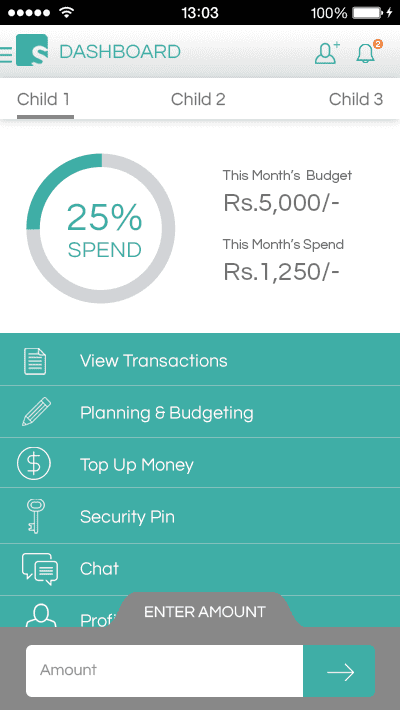 13:03
100%
S DASHBOARD
2
Child 1 Child 2 Child 3
25%
SPEND
This Month's Budget
Rs.5,000/-
This Month's Spend
Rs.1,250/-
View Transactions
Planning & Budgeting
$ Top Up Money
Security Pin
Chat
Profi
ENTER AMOUNT
Amount